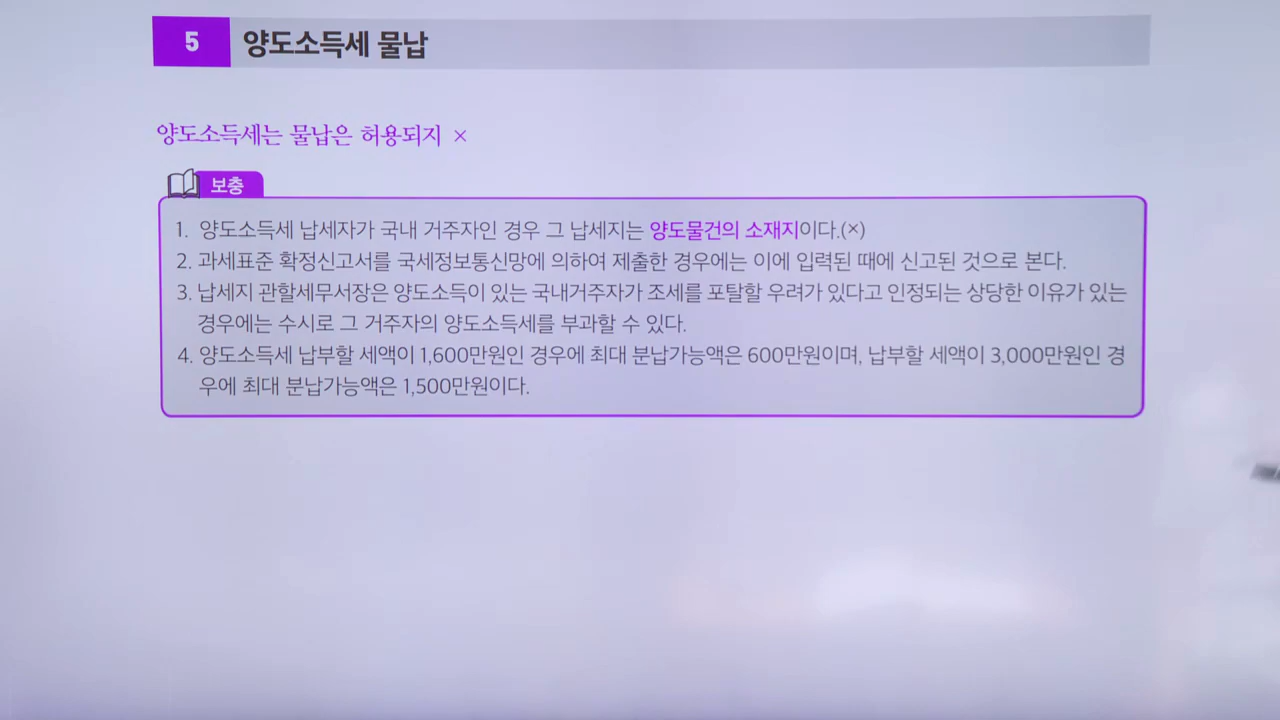 5 양도소득세 물납
양도소득세는 물납은 허용되지 ×
보충
1. 양도소득세 납세자가 국내 거주자인 경우 그 납세지는 양도물건의 소재지이다.(×)
2. 과세표준 확정신고서를 국세정보통신망에 의하여 제출한 경우에는 이에 입력된 때에 신고된 것으로 본다.
3. 납세지 관할세무서장은 양도소득이 있는 국내거주자가 조세를 포탈할 우려가 있다고 인정되는 상당한 이유가 있는
경우에는 수시로 그 거주자의 양도소득세를 부과할 수 있다.
4. 양도소득세 납부할 세액이 1,600만원인 경우에 최대 분납가능액은 600만원이며, 납부할 세액이 3,000만원인 경
우에 최대 분납가능액은 1,500만원이다.